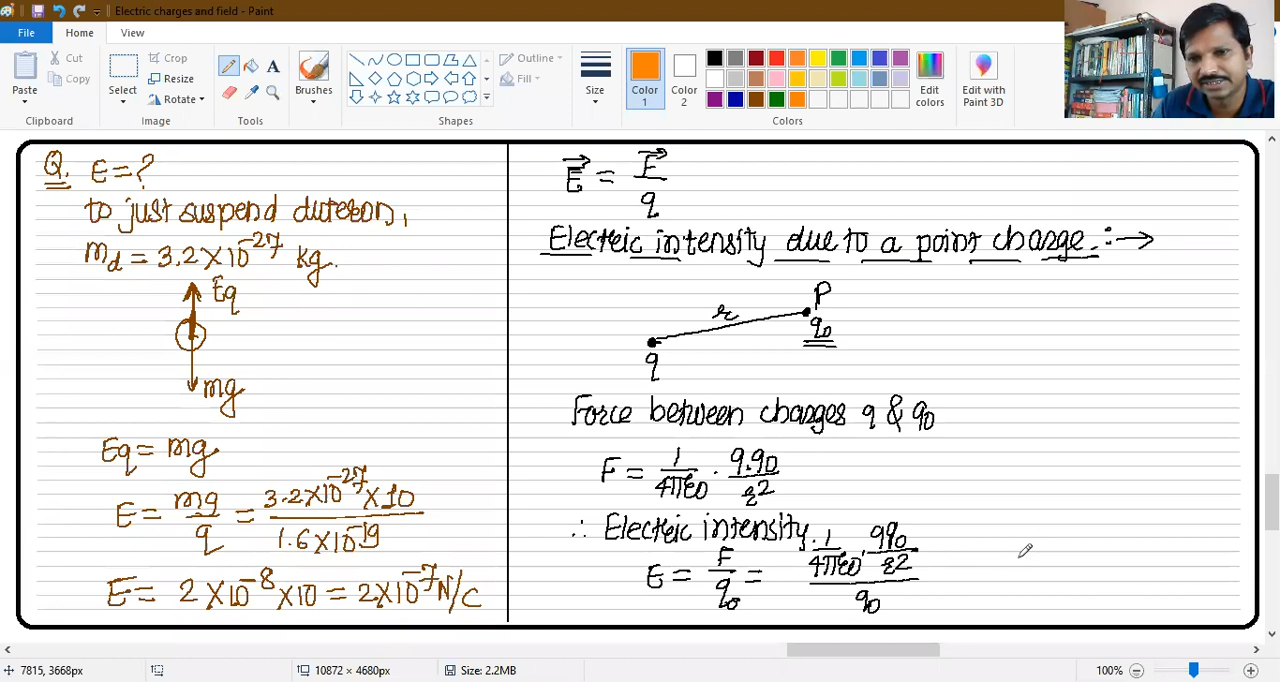 Electric charges and field - Paint
File
Home
View
Paste
Cut
Copy
Clipboard
Select
Crop
Resize
Rotate
Image
Tools
Brushes
Shapes
Outline
Fill
Size
Color 1
Color 2
Edit colors
Edit with Paint 3D
Colors
Q. E = ?
to just suspend duteron,
m_d = 3.2 × 10^-27 kg.
Eq
mg
Eq = mg
E = mg/q = (3.2×10^-27 × 10)/(1.6×10^-19)
E = 2×10^-8 ×10 = 2×10^-7 N/C
E⃗ = F⃗/q
Electric intensity due to a point charge :- →
P
r
q0
q
Force between charges q & q0
F = 1/4πε0 · q.q0/r^2
∴ Electric intensity
E = F/q0 = (1/4πε0 · qq0/r^2)/q0
7815, 3668px
10872 × 4680px
Size: 2.2MB
100%